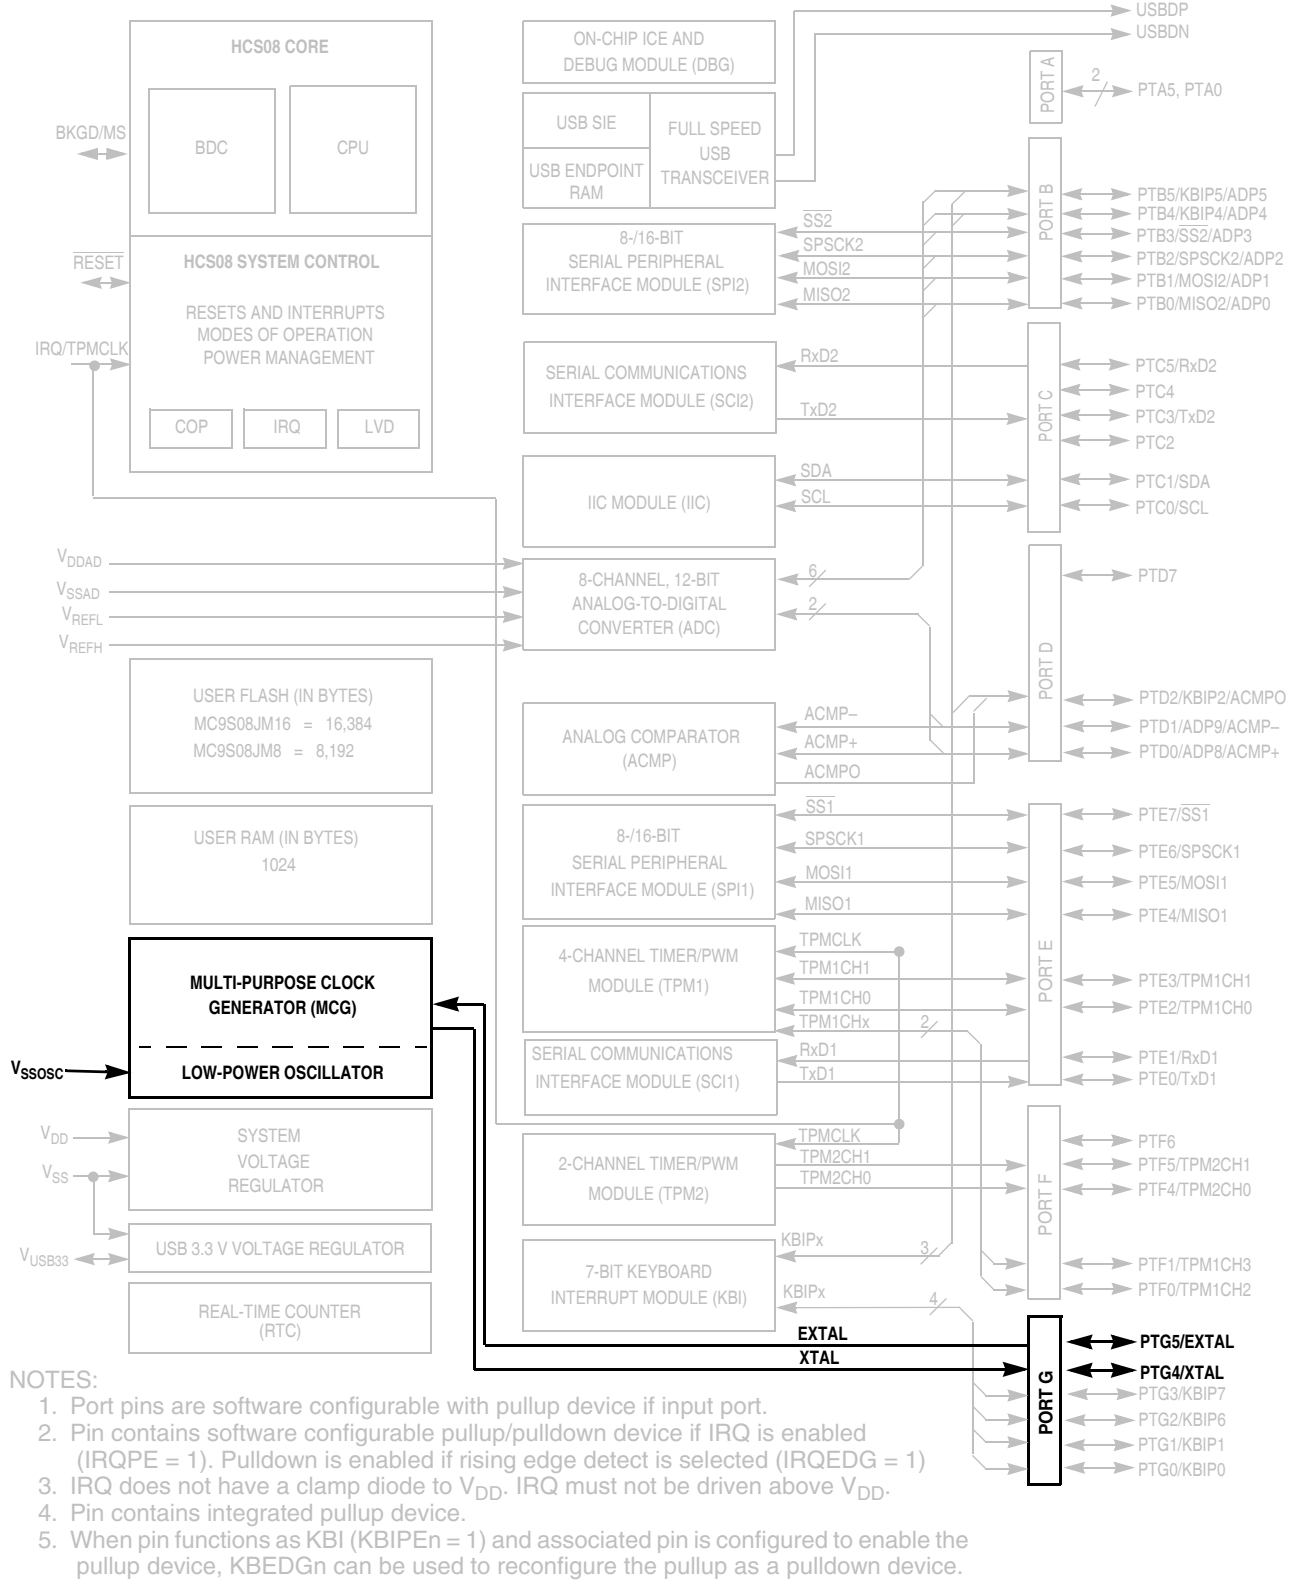 HCS08 CORE
BDC
CPU
BKGD/MS
RESET
HCS08 SYSTEM CONTROL
RESETS AND INTERRUPTS
MODES OF OPERATION
POWER MANAGEMENT
IRQ/TPMCLK
COP
IRQ
LVD
VDDAD
VSSAD
VREFL
VREFH
USER FLASH (IN BYTES)
MC9S08JM16 = 16,384
MC9S08JM8 = 8,192
USER RAM (IN BYTES)
1024
MULTI-PURPOSE CLOCK
GENERATOR (MCG)
LOW-POWER OSCILLATOR
VSSOSC
VDD
VSS
SYSTEM
VOLTAGE
REGULATOR
VUSB33
USB 3.3 V VOLTAGE REGULATOR
REAL-TIME COUNTER
(RTC)
ON-CHIP ICE AND
DEBUG MODULE (DBG)
USB SIE
USB ENDPOINT
RAM
FULL SPEED
USB
TRANSCEIVER
8-/16-BIT
SERIAL PERIPHERAL
INTERFACE MODULE (SPI2)
SS2
SPSCK2
MOSI2
MISO2
SERIAL COMMUNICATIONS
INTERFACE MODULE (SCI2)
RxD2
TxD2
IIC MODULE (IIC)
SDA
SCL
8-CHANNEL, 12-BIT
ANALOG-TO-DIGITAL
CONVERTER (ADC)
6
2
ANALOG COMPARATOR
(ACMP)
ACMP–
ACMP+
ACMPO
8-/16-BIT
SERIAL PERIPHERAL
INTERFACE MODULE (SPI1)
SS1
SPSCK1
MOSI1
MISO1
4-CHANNEL TIMER/PWM
MODULE (TPM1)
TPMCLK
TPM1CH1
TPM1CH0
TPM1CHx
2
SERIAL COMMUNICATIONS
INTERFACE MODULE (SCI1)
RxD1
TxD1
2-CHANNEL TIMER/PWM
MODULE (TPM2)
TPMCLK
TPM2CH1
TPM2CH0
7-BIT KEYBOARD
INTERRUPT MODULE (KBI)
KBIPx
3
KBIPx
4
EXTAL
XTAL
USBDP
USBDN
PORT A
2
PTA5, PTA0
PORT B
PTB5/KBIP5/ADP5
PTB4/KBIP4/ADP4
PTB3/SS2/ADP3
PTB2/SPSCK2/ADP2
PTB1/MOSI2/ADP1
PTB0/MISO2/ADP0
PORT C
PTC5/RxD2
PTC4
PTC3/TxD2
PTC2
PTC1/SDA
PTC0/SCL
PORT D
PTD7
PTD2/KBIP2/ACMPO
PTD1/ADP9/ACMP–
PTD0/ADP8/ACMP+
PORT E
PTE7/SS1
PTE6/SPSCK1
PTE5/MOSI1
PTE4/MISO1
PTE3/TPM1CH1
PTE2/TPM1CH0
PTE1/RxD1
PTE0/TxD1
PORT F
PTF6
PTF5/TPM2CH1
PTF4/TPM2CH0
PTF1/TPM1CH3
PTF0/TPM1CH2
PORT G
PTG5/EXTAL
PTG4/XTAL
PTG3/KBIP7
PTG2/KBIP6
PTG1/KBIP1
PTG0/KBIP0
NOTES:
1. Port pins are software configurable with pullup device if input port.
2. Pin contains software configurable pullup/pulldown device if IRQ is enabled
(IRQPE = 1). Pulldown is enabled if rising edge detect is selected (IRQEDG = 1)
3. IRQ does not have a clamp diode to VDD. IRQ must not be driven above VDD.
4. Pin contains integrated pullup device.
5. When pin functions as KBI (KBIPEn = 1) and associated pin is configured to enable the
pullup device, KBEDGn can be used to reconfigure the pullup as a pulldown device.